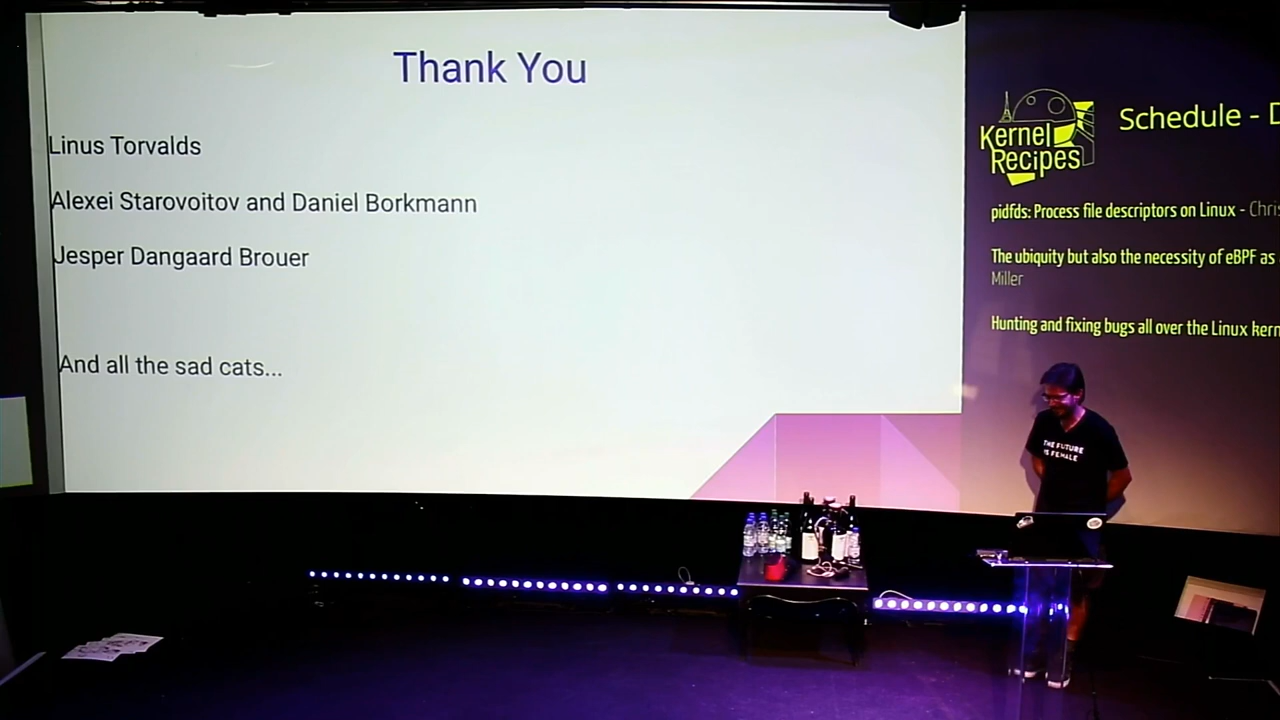 Thank You
Linus Torvalds
Alexei Starovoitov and Daniel Borkmann
Jesper Dangaard Brouer
And all the sad cats...
Kernel
Recipes
Schedule - D
pidfds: Process file descriptors on Linux - Chris
The ubiquity but also the necessity of eBPF as
Miller
Hunting and fixing bugs all over the Linux kern
THE FUTURE
IS FEMALE